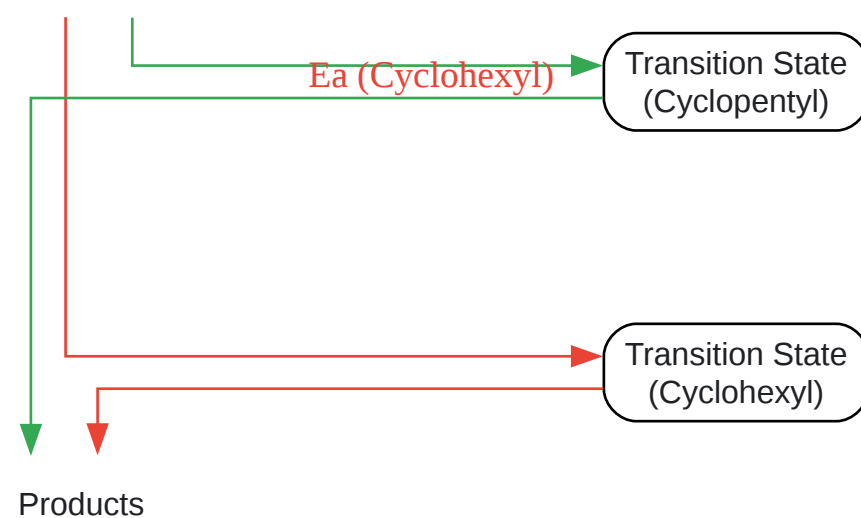 Transition State
(Cyclopentyl)
Ea (Cyclohexyl)
Transition State
(Cyclohexyl)
Products